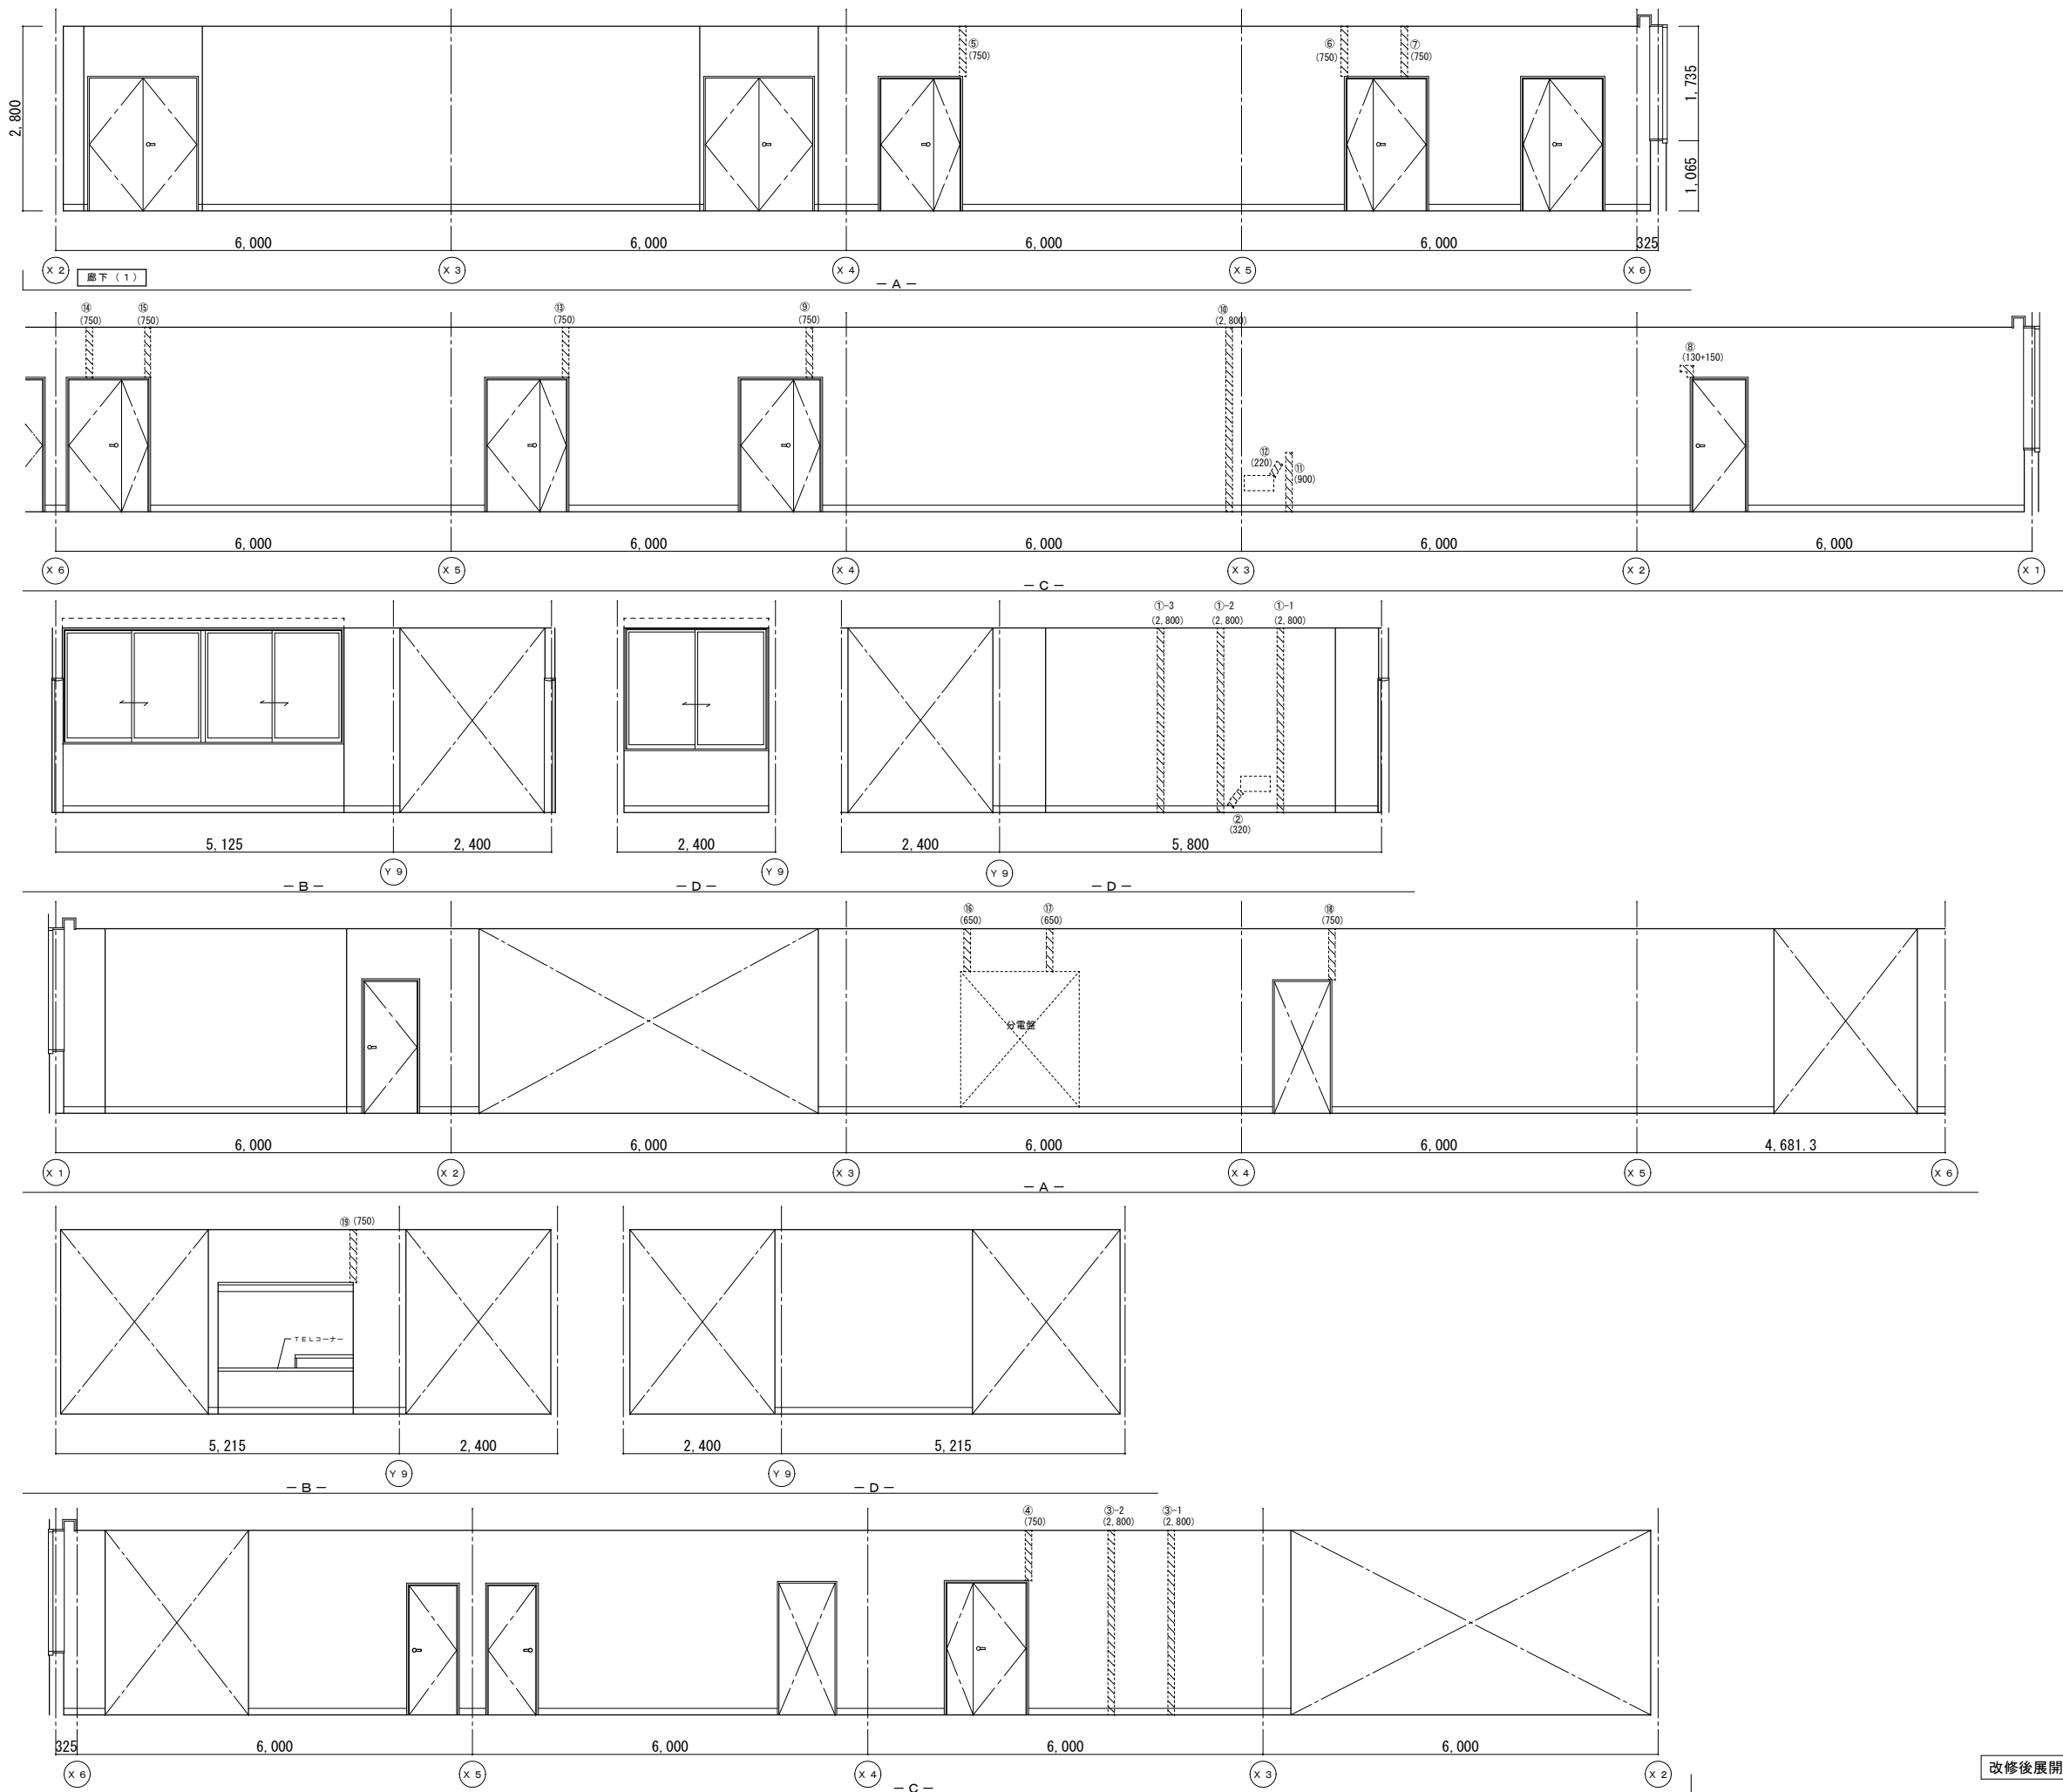 ⑤
(750)
⑥
(750)
⑦
(750)
2,800
1,735
1,065
6,000
6,000
6,000
6,000
325
X2
X3
X4
X5
X6
廊下(1)
－A－
⑭
(750)
⑮
(750)
⑬
(750)
⑨
(750)
⑩
(2,800)
⑧
(130+150)
⑫
(220)
⑪
(900)
6,000
6,000
6,000
6,000
6,000
X6
X5
X4
X3
X2
X1
－C－
①-3
(2,800)
①-2
(2,800)
①-1
(2,800)
②
(320)
5,125
2,400
2,400
2,400
5,800
Y9
Y9
Y9
－B－
－D－
－D－
⑯
(650)
⑰
(650)
⑱
(750)
分電盤
6,000
6,000
6,000
6,000
4,681.3
X1
X2
X3
X4
X5
X6
－A－
⑲(750)
TELコーナー
5,215
2,400
2,400
5,215
Y9
Y9
－B－
－D－
④
(750)
③-2
(2,800)
③-1
(2,800)
325
6,000
6,000
6,000
6,000
X6
X5
X4
X3
X2
－C－
改修後展開